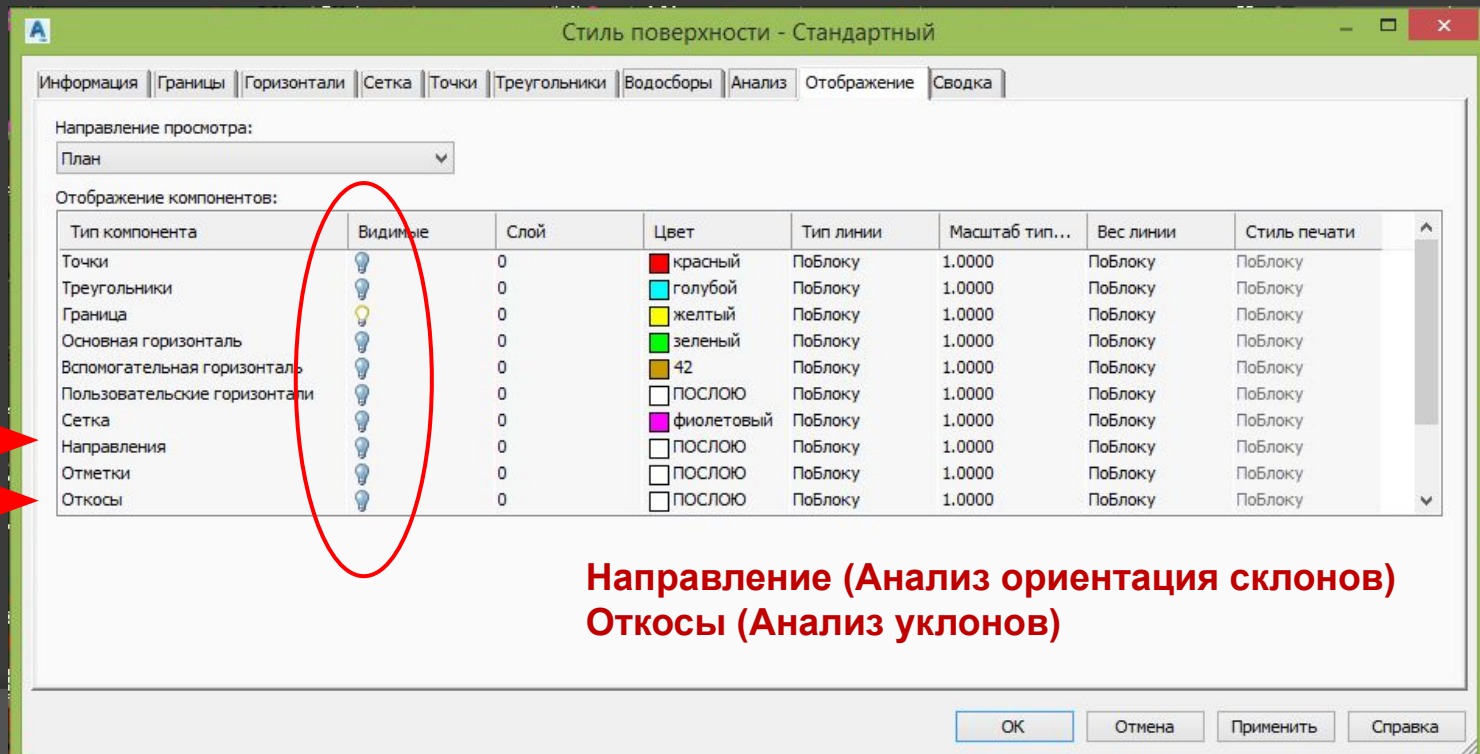 Стиль поверхности - Стандартный
Информация Границы Горизонтали Сетка Точки Треугольники Водосборы Анализ Отображение Сводка
Направление просмотра:
План
Отображение компонентов:
Тип компонента Видимые Слой Цвет Тип линии Масштаб тип... Вес линии Стиль печати
Точки 0 красный ПоБлоку 1.0000 ПоБлоку ПоБлоку
Треугольники 0 голубой ПоБлоку 1.0000 ПоБлоку ПоБлоку
Граница 0 желтый ПоБлоку 1.0000 ПоБлоку ПоБлоку
Основная горизонталь 0 зеленый ПоБлоку 1.0000 ПоБлоку ПоБлоку
Вспомогательная горизонталь 0 42 ПоБлоку 1.0000 ПоБлоку ПоБлоку
Пользовательские горизонтали 0 ПОСЛОЮ ПоБлоку 1.0000 ПоБлоку ПоБлоку
Сетка 0 фиолетовый ПоБлоку 1.0000 ПоБлоку ПоБлоку
Направления 0 ПОСЛОЮ ПоБлоку 1.0000 ПоБлоку ПоБлоку
Отметки 0 ПОСЛОЮ ПоБлоку 1.0000 ПоБлоку ПоБлоку
Откосы 0 ПОСЛОЮ ПоБлоку 1.0000 ПоБлоку ПоБлоку
Направление (Анализ ориентация склонов)
Откосы (Анализ уклонов)
ОК Отмена Применить Справка